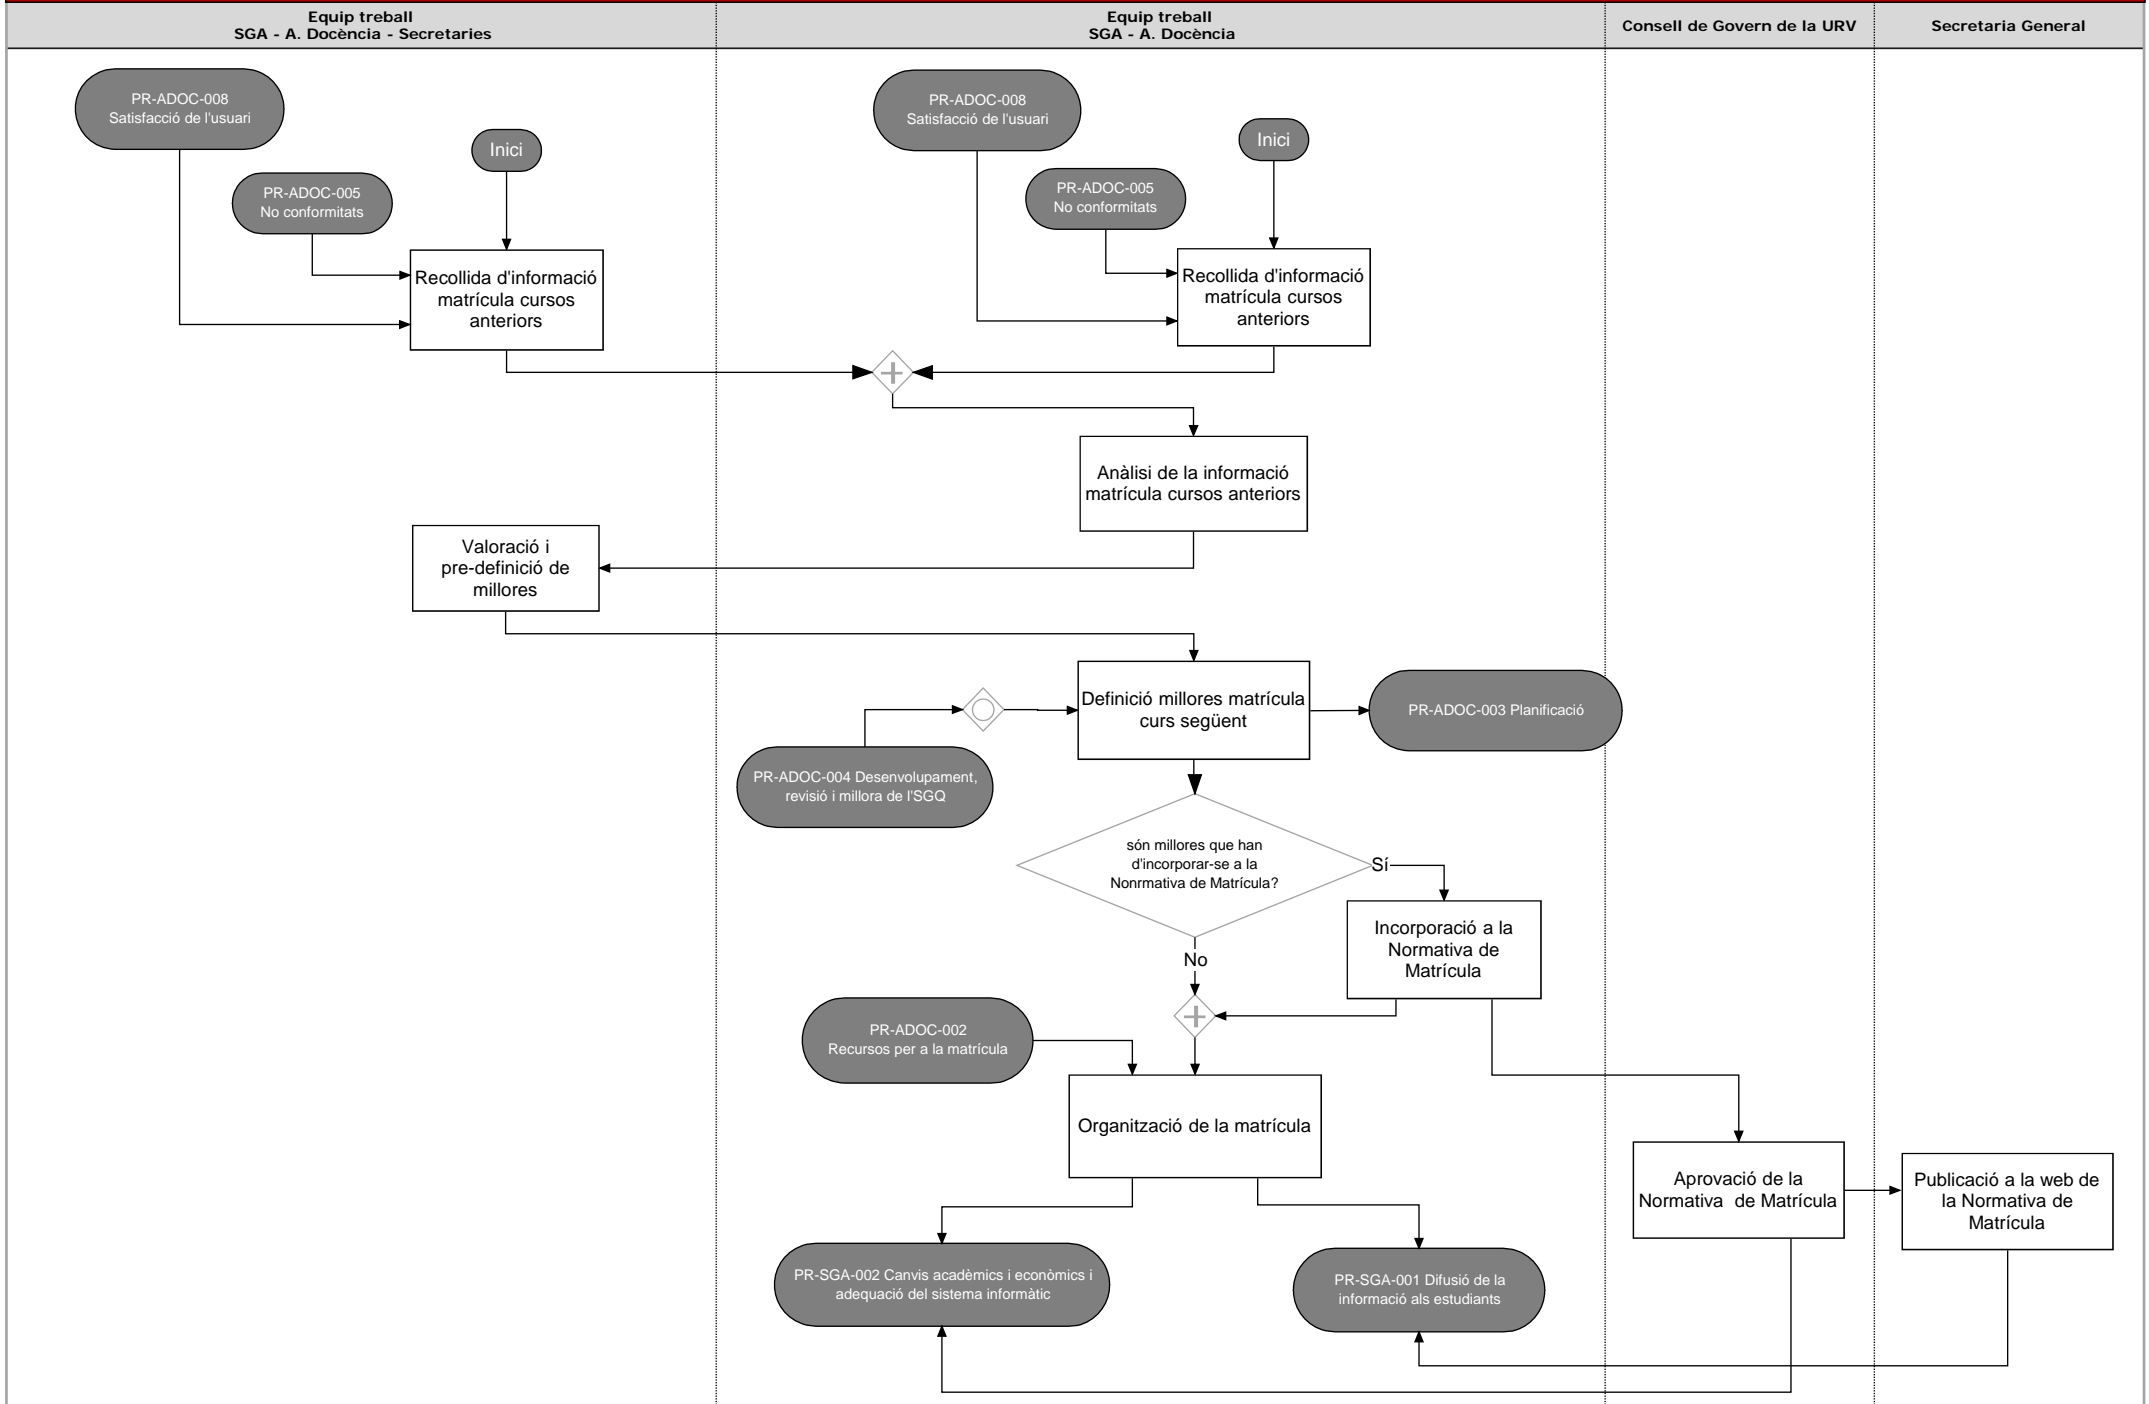 Equip treball
SGA - A. Docència - Secretaries
Equip treball
SGA - A. Docència
Consell de Govern de la URV
Secretaria General
PR-ADOC-008
Satisfacció de l'usuari
Inici
PR-ADOC-005
No conformitats
Recollida d'informació
matrícula cursos
anteriors
PR-ADOC-008
Satisfacció de l'usuari
Inici
PR-ADOC-005
No conformitats
Recollida d'informació
matrícula cursos
anteriors
Anàlisi de la informació
matrícula cursos anteriors
Valoració i
pre-definició de
millores
Definició millores matrícula
curs següent
PR-ADOC-003 Planificació
PR-ADOC-004 Desenvolupament,
revisió i millora de l'SGQ
són millores que han
d'incorporar-se a la
Nonrmativa de Matrícula?
Sí
Incorporació a la
Normativa de
Matrícula
No
PR-ADOC-002
Recursos per a la matrícula
Organització de la matrícula
Aprovació de la
Normativa  de Matrícula
Publicació a la web de
la Normativa de
Matrícula
PR-SGA-002 Canvis acadèmics i econòmics i
adequació del sistema informàtic
PR-SGA-001 Difusió de la
informació als estudiants